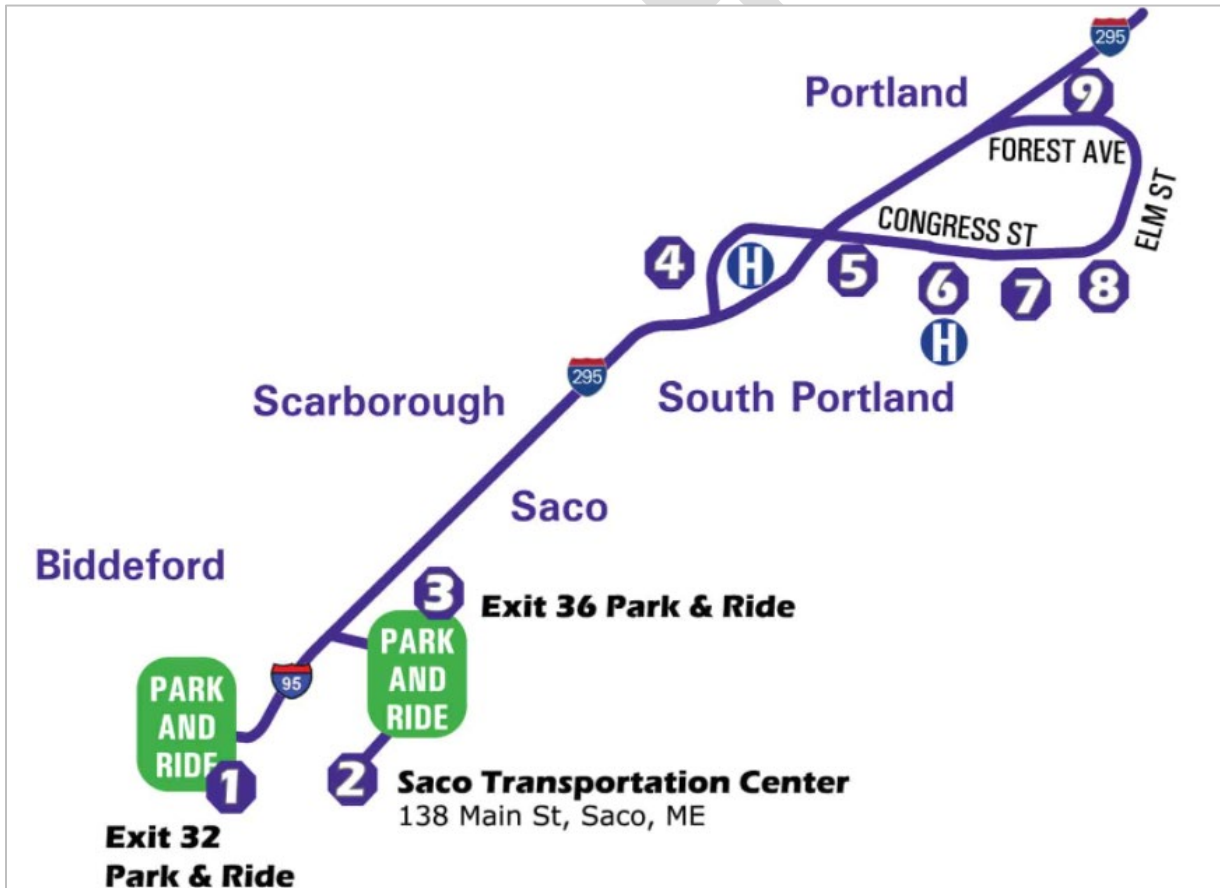 295
Portland
9
FOREST AVE
ELM ST
CONGRESS ST
4
H
5
6
7
8
H
295
Scarborough
South Portland
Saco
Biddeford
3
Exit 36 Park & Ride
PARK
AND
RIDE
95
PARK
AND
RIDE
1
2
Saco Transportation Center
138 Main St, Saco, ME
Exit 32
Park & Ride